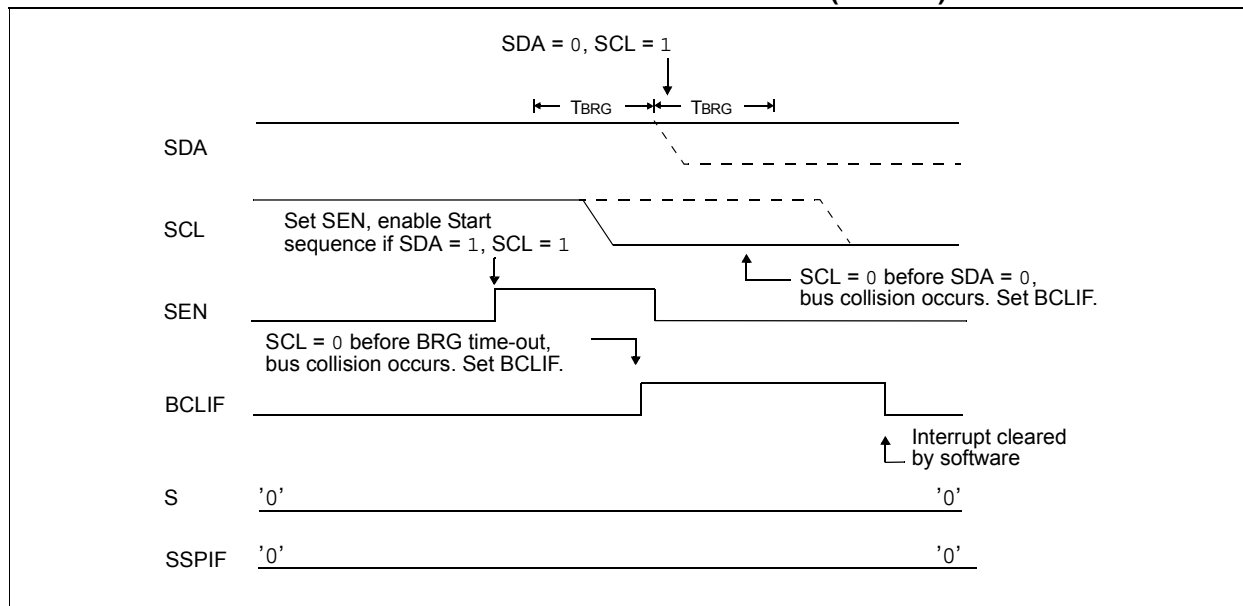 SDA = 0, SCL = 1
TBRG TBRG
SDA
SCL
Set SEN, enable Start
sequence if SDA = 1, SCL = 1
SCL = 0 before SDA = 0,
bus collision occurs. Set BCLIF.
SEN
SCL = 0 before BRG time-out,
bus collision occurs. Set BCLIF.
BCLIF
Interrupt cleared
by software
S '0' '0'
SSPIF '0' '0'